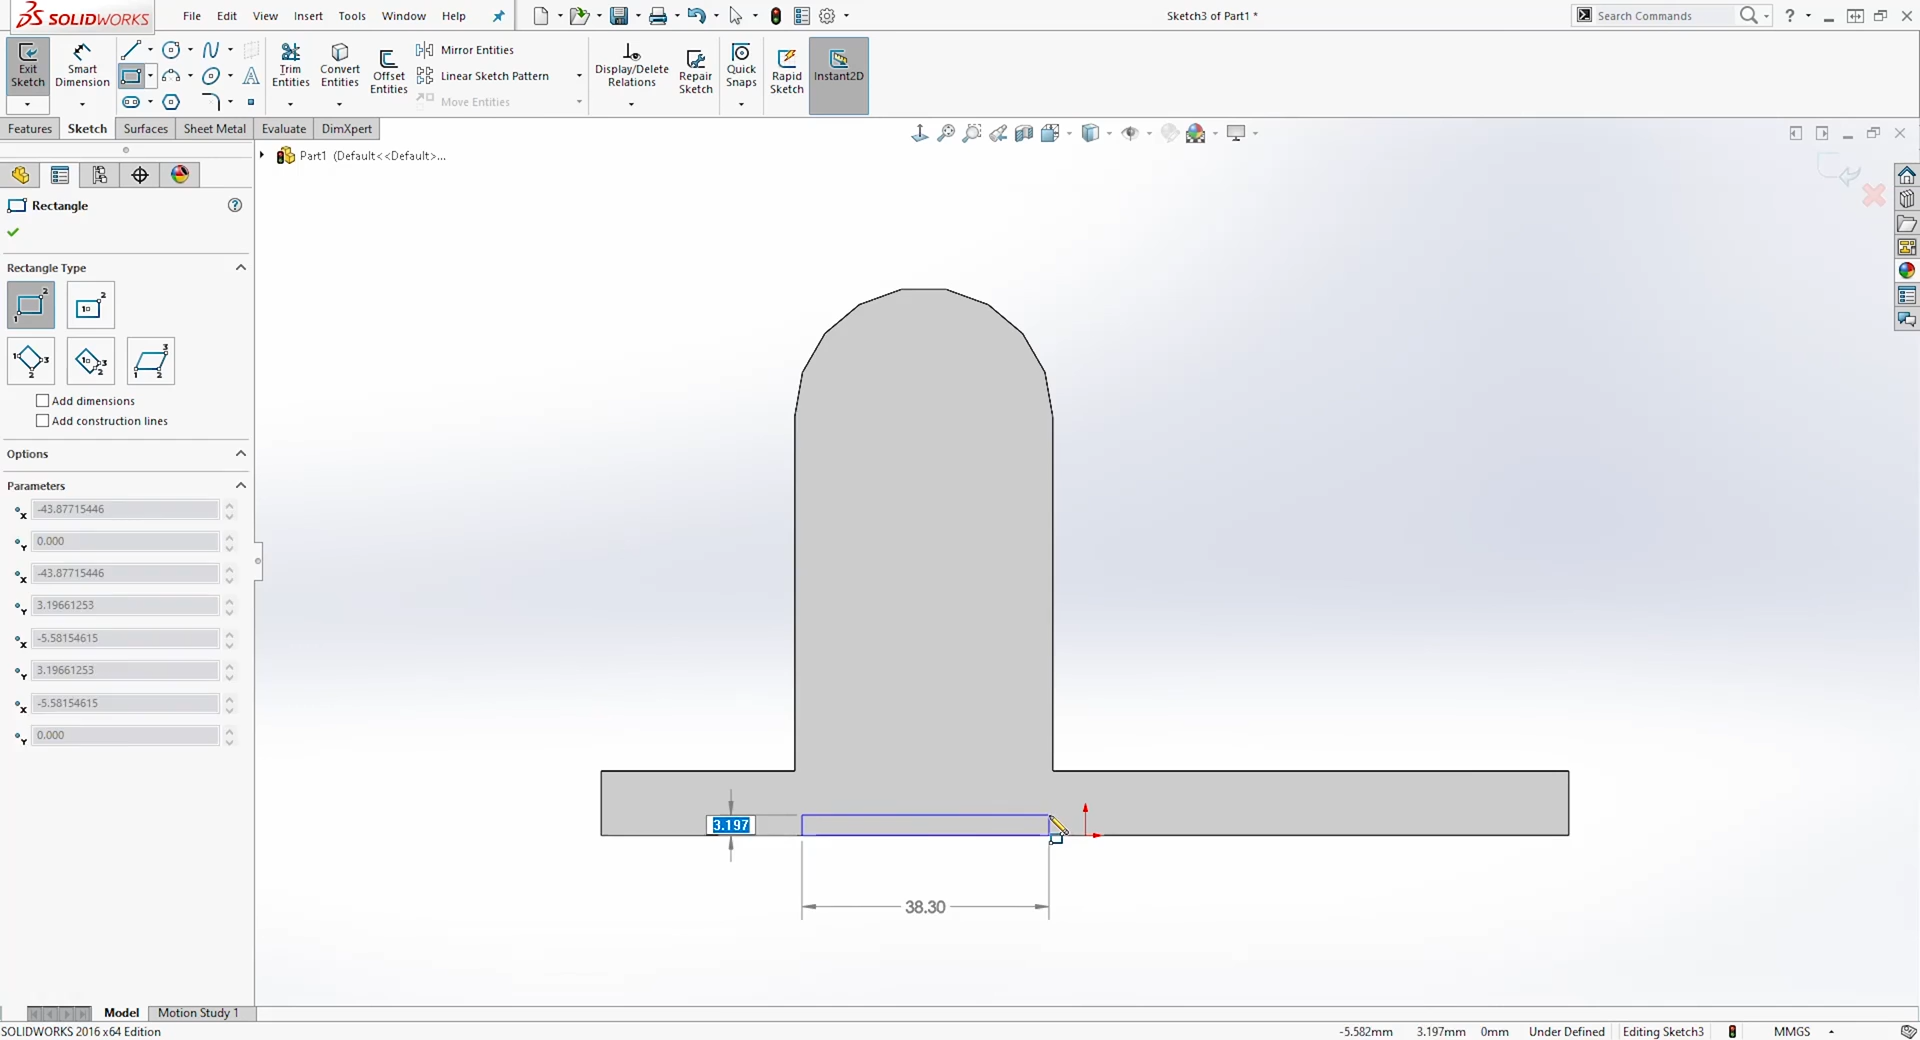 SOLIDWORKS
File Edit View Insert Tools Window Help
Sketch3 of Part1 *
Search Commands
?
Exit Sketch
Smart Dimension
Trim Entities
Convert Entities
Offset Entities
Mirror Entities
Linear Sketch Pattern
Move Entities
Display/Delete Relations
Repair Sketch
Quick Snaps
Rapid Sketch
Instant2D
Features Sketch Surfaces Sheet Metal Evaluate DimXpert
Part1 (Default<<Default>...
Rectangle
?
Rectangle Type
Add dimensions
Add construction lines
Options
Parameters
-43.87715446
0.000
-43.87715446
3.19661253
-5.58154615
3.19661253
-5.58154615
0.000
3.197
38.30
Model Motion Study 1
SOLIDWORKS 2016 x64 Edition
-5.582mm 3.197mm 0mm Under Defined Editing Sketch3 MMGS